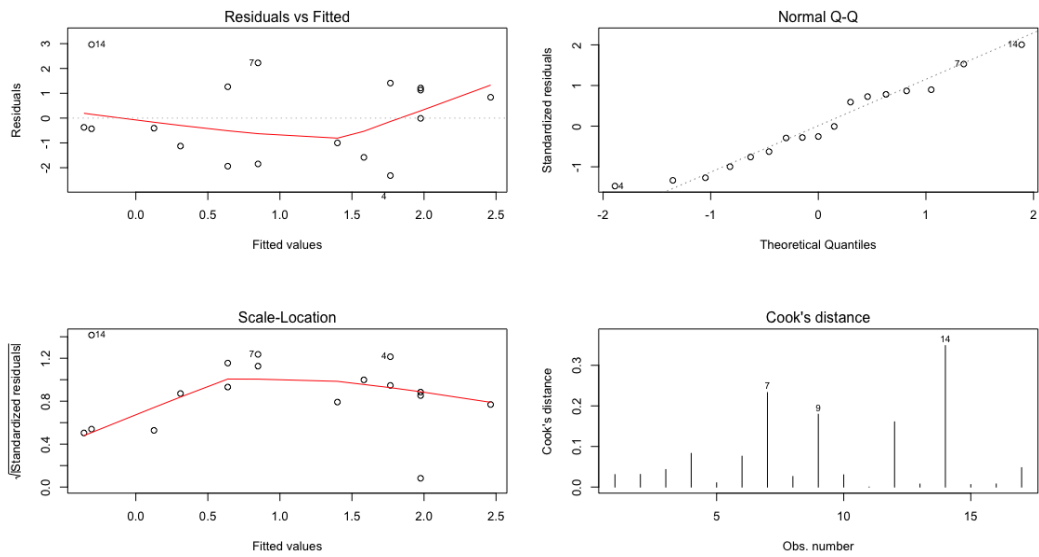 Residuals vs Fitted
Residuals
3
2
1
0
-1
-2
14
7
4
0.0 0.5 1.0 1.5 2.0 2.5
Fitted values
Normal Q-Q
Standardized residuals
2
1
0
-1
14
7
4
-2 -1 0 1 2
Theoretical Quantiles
Scale-Location
√|Standardized residuals|
1.2
0.8
0.4
0.0
14
7
4
0.0 0.5 1.0 1.5 2.0 2.5
Fitted values
Cook's distance
Cook's distance
0.3
0.2
0.1
0.0
14
7
9
5 10 15
Obs. number